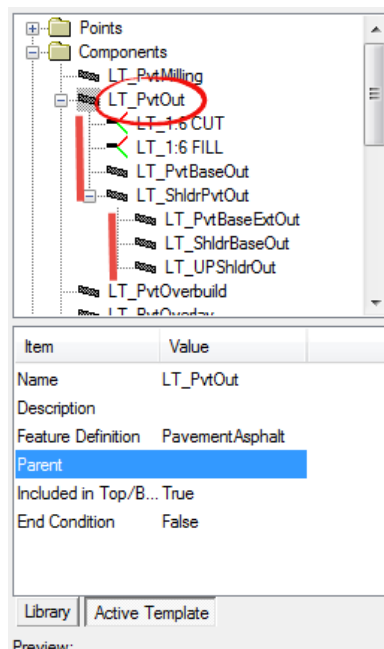 Points
Components
LT_PvtMilling
LT_PvtOut
LT_1:6 CUT
LT_1:6 FILL
LT_PvtBaseOut
LT_ShldrPvtOut
LT_PvtBaseExtOut
LT_ShldrBaseOut
LT_UPShldrOut
LT_PvtOverbuild
LT_PvtOverlay
Item Value
Name LT_PvtOut
Description
Feature Definition PavementAsphalt
Parent
Included in Top/B... True
End Condition False
Library Active Template
Preview: